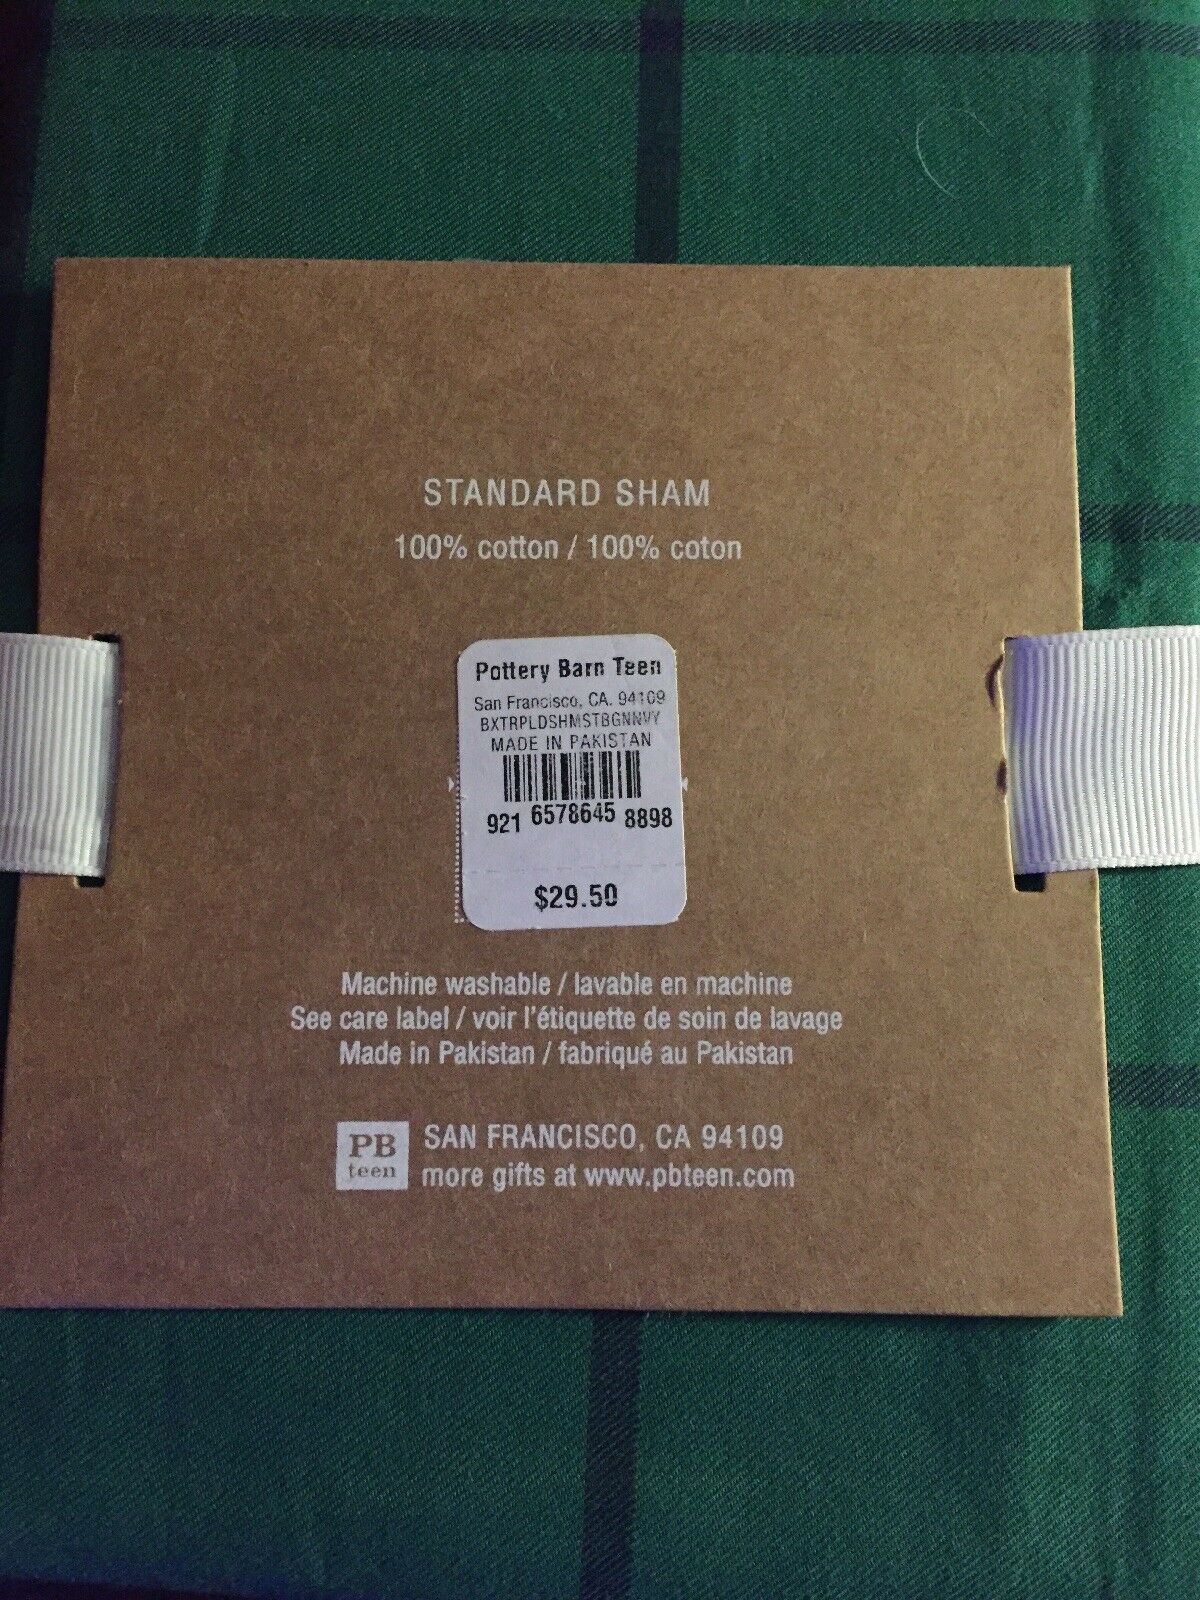 STANDARD SHAM
100% cotton / 100% coton
Pottery Barn Teen
San Francisco, CA. 94109
BXTRPLDSHMSTBGNNVY
MADE IN PAKISTAN
921 6578645 8898
$29.50
Machine washable / lavable en machine
See care label / voir l'étiquette de soin de lavage
Made in Pakistan / fabriqué au Pakistan
PB
teen
SAN FRANCISCO, CA 94109
more gifts at www.pbteen.com